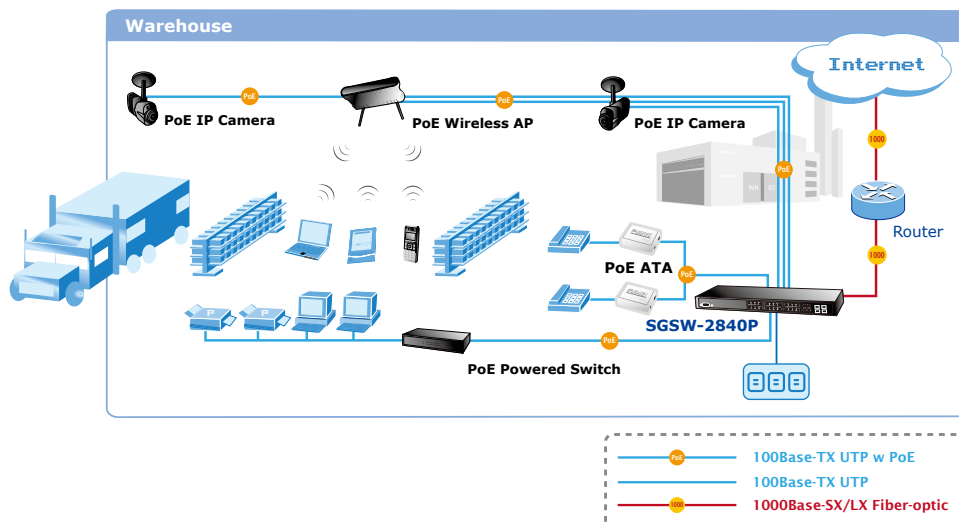 Warehouse
Internet
PoE
PoE
PoE IP Camera
PoE Wireless AP
PoE IP Camera
1000
PoE
Router
1000
PoE ATA
PoE
SGSW-2840P
P
P
PoE
PoE Powered Switch
PoE
100Base-TX UTP w PoE
100Base-TX UTP
1000
1000Base-SX/LX Fiber-optic